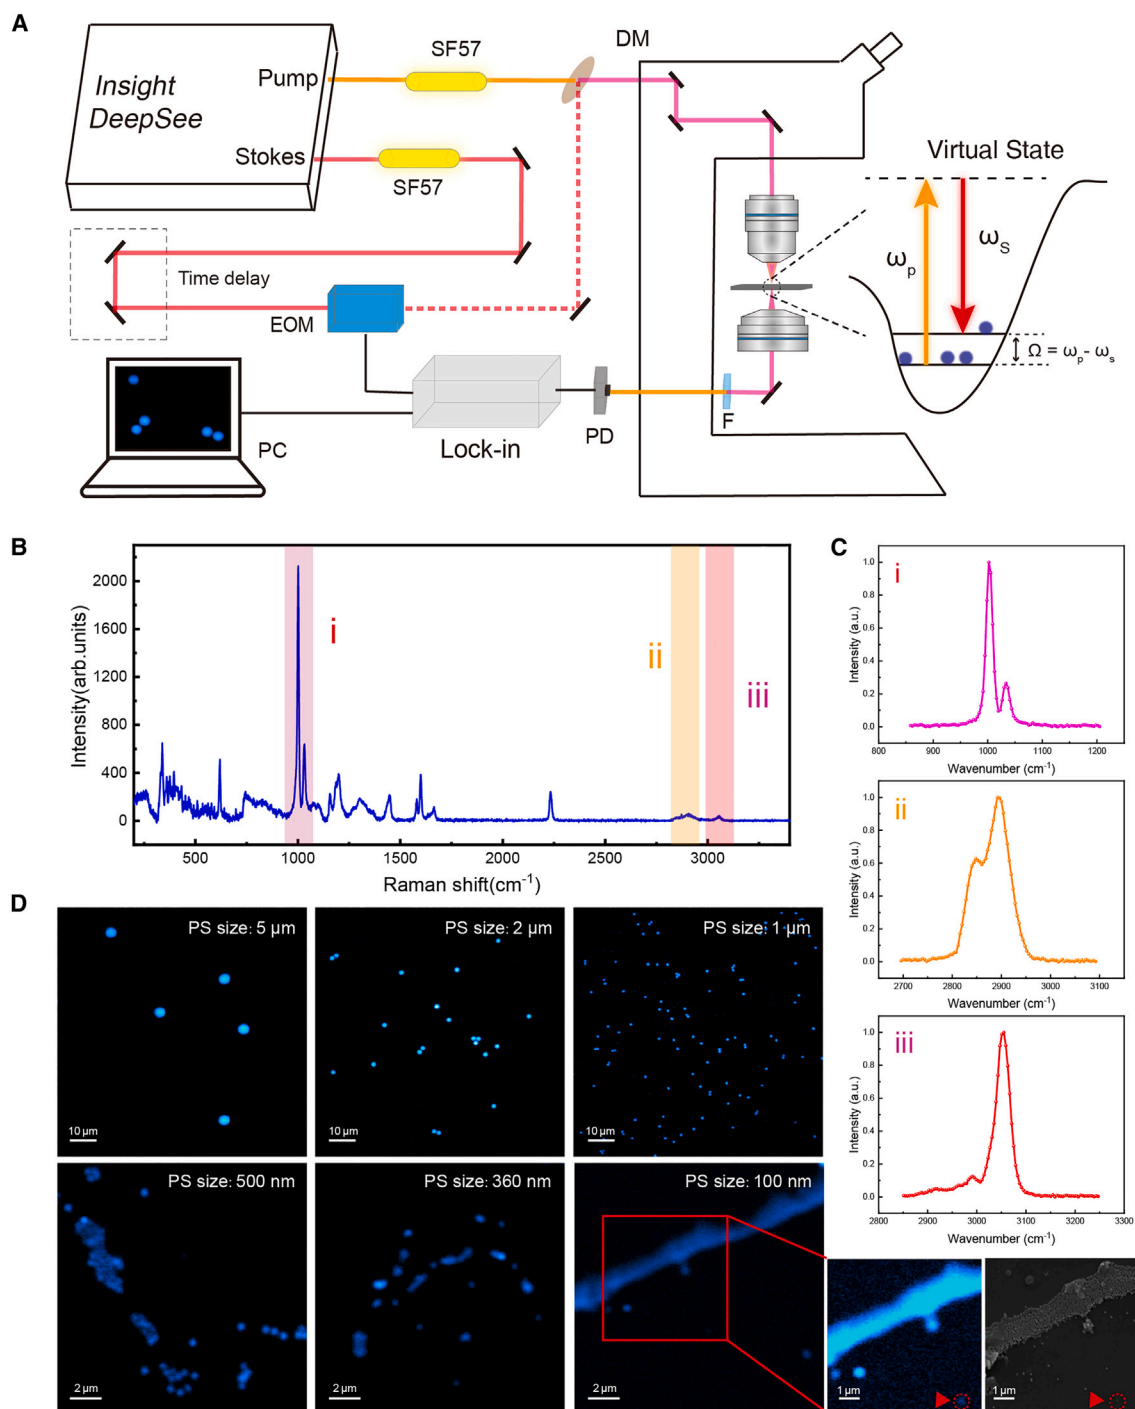 A
Insight
DeepSee
Pump
Stokes
SF57
SF57
DM
Time delay
EOM
PC
Lock-in
PD
F
Virtual State
ωp
ωS
Ω = ωp- ωs
B
Intensity(arb.units)
2000
1600
1200
800
400
0
i
ii
iii
500
1000
1500
2000
2500
3000
Raman shift(cm-1)
C
i
Intensity (a.u.)
1.0
0.8
0.6
0.4
0.2
0.0
800
900
1000
1100
1200
Wavenumber (cm-1)
ii
Intensity (a.u.)
1.0
0.8
0.6
0.4
0.2
0.0
2700
2800
2900
3000
3100
Wavenumber (cm-1)
iii
Intensity (a.u.)
1.0
0.8
0.6
0.4
0.2
0.0
2800
2900
3000
3100
3200
3300
Wavenumber (cm-1)
D
PS size: 5 µm
10 µm
PS size: 2 µm
10 µm
PS size: 1 µm
10 µm
PS size: 500 nm
2 µm
PS size: 360 nm
2 µm
PS size: 100 nm
2 µm
1 µm
1 µm